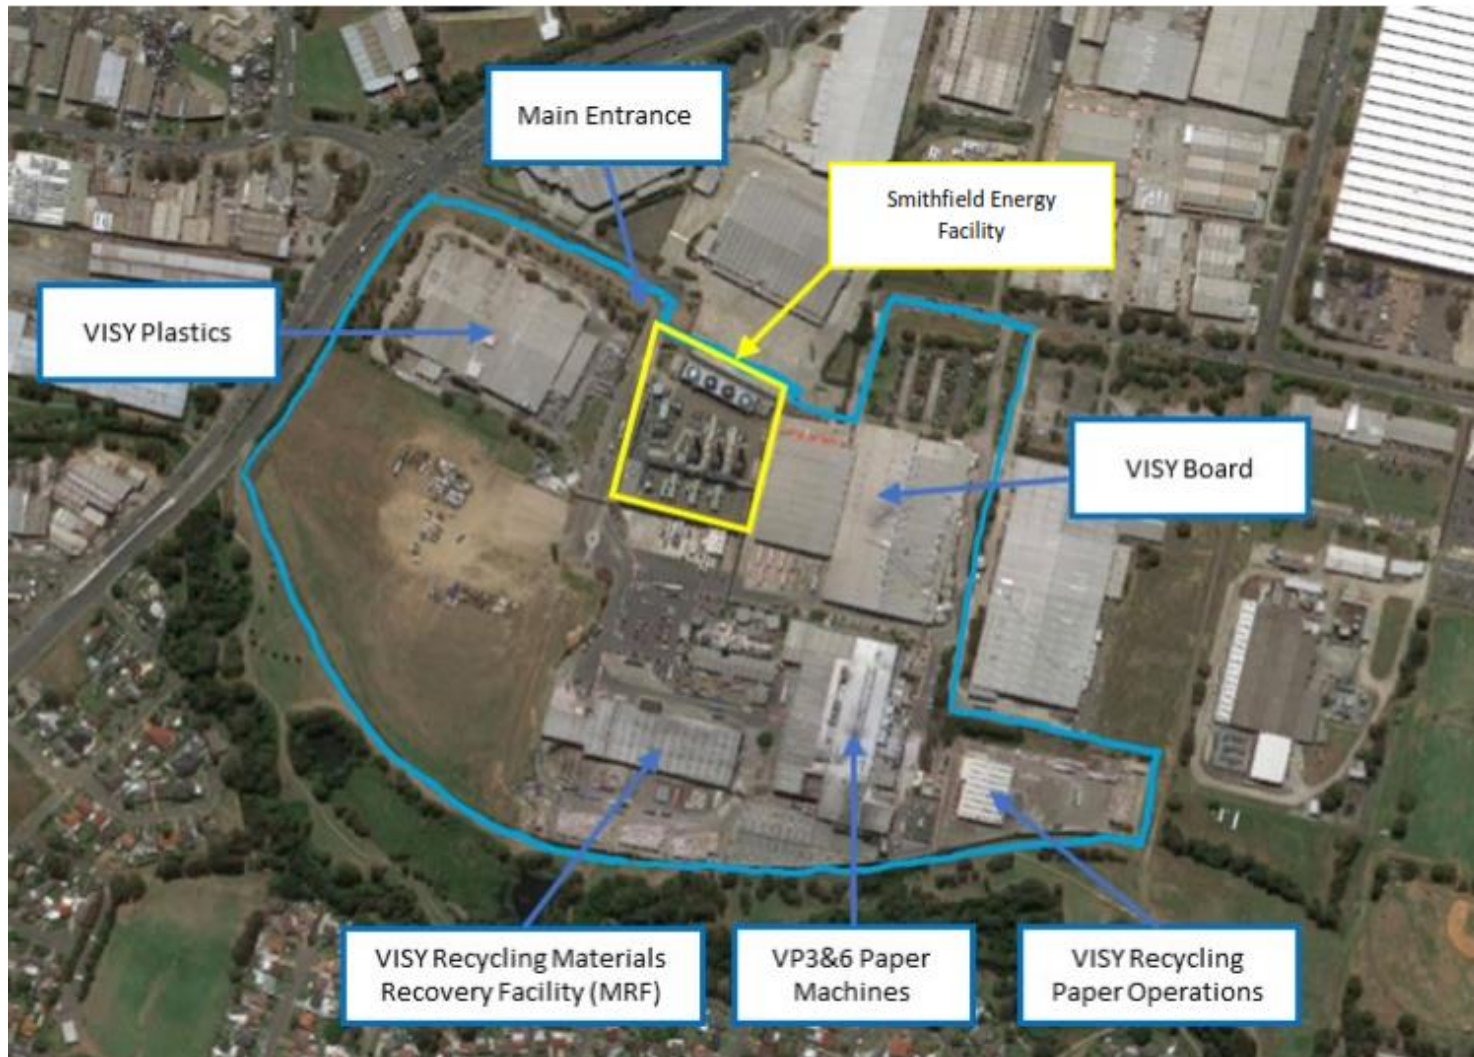 Main Entrance
Smithfield Energy
Facility
VISY Plastics
VISY Board
VISY Recycling Materials
Recovery Facility (MRF)
VP3&6 Paper
Machines
VISY Recycling
Paper Operations